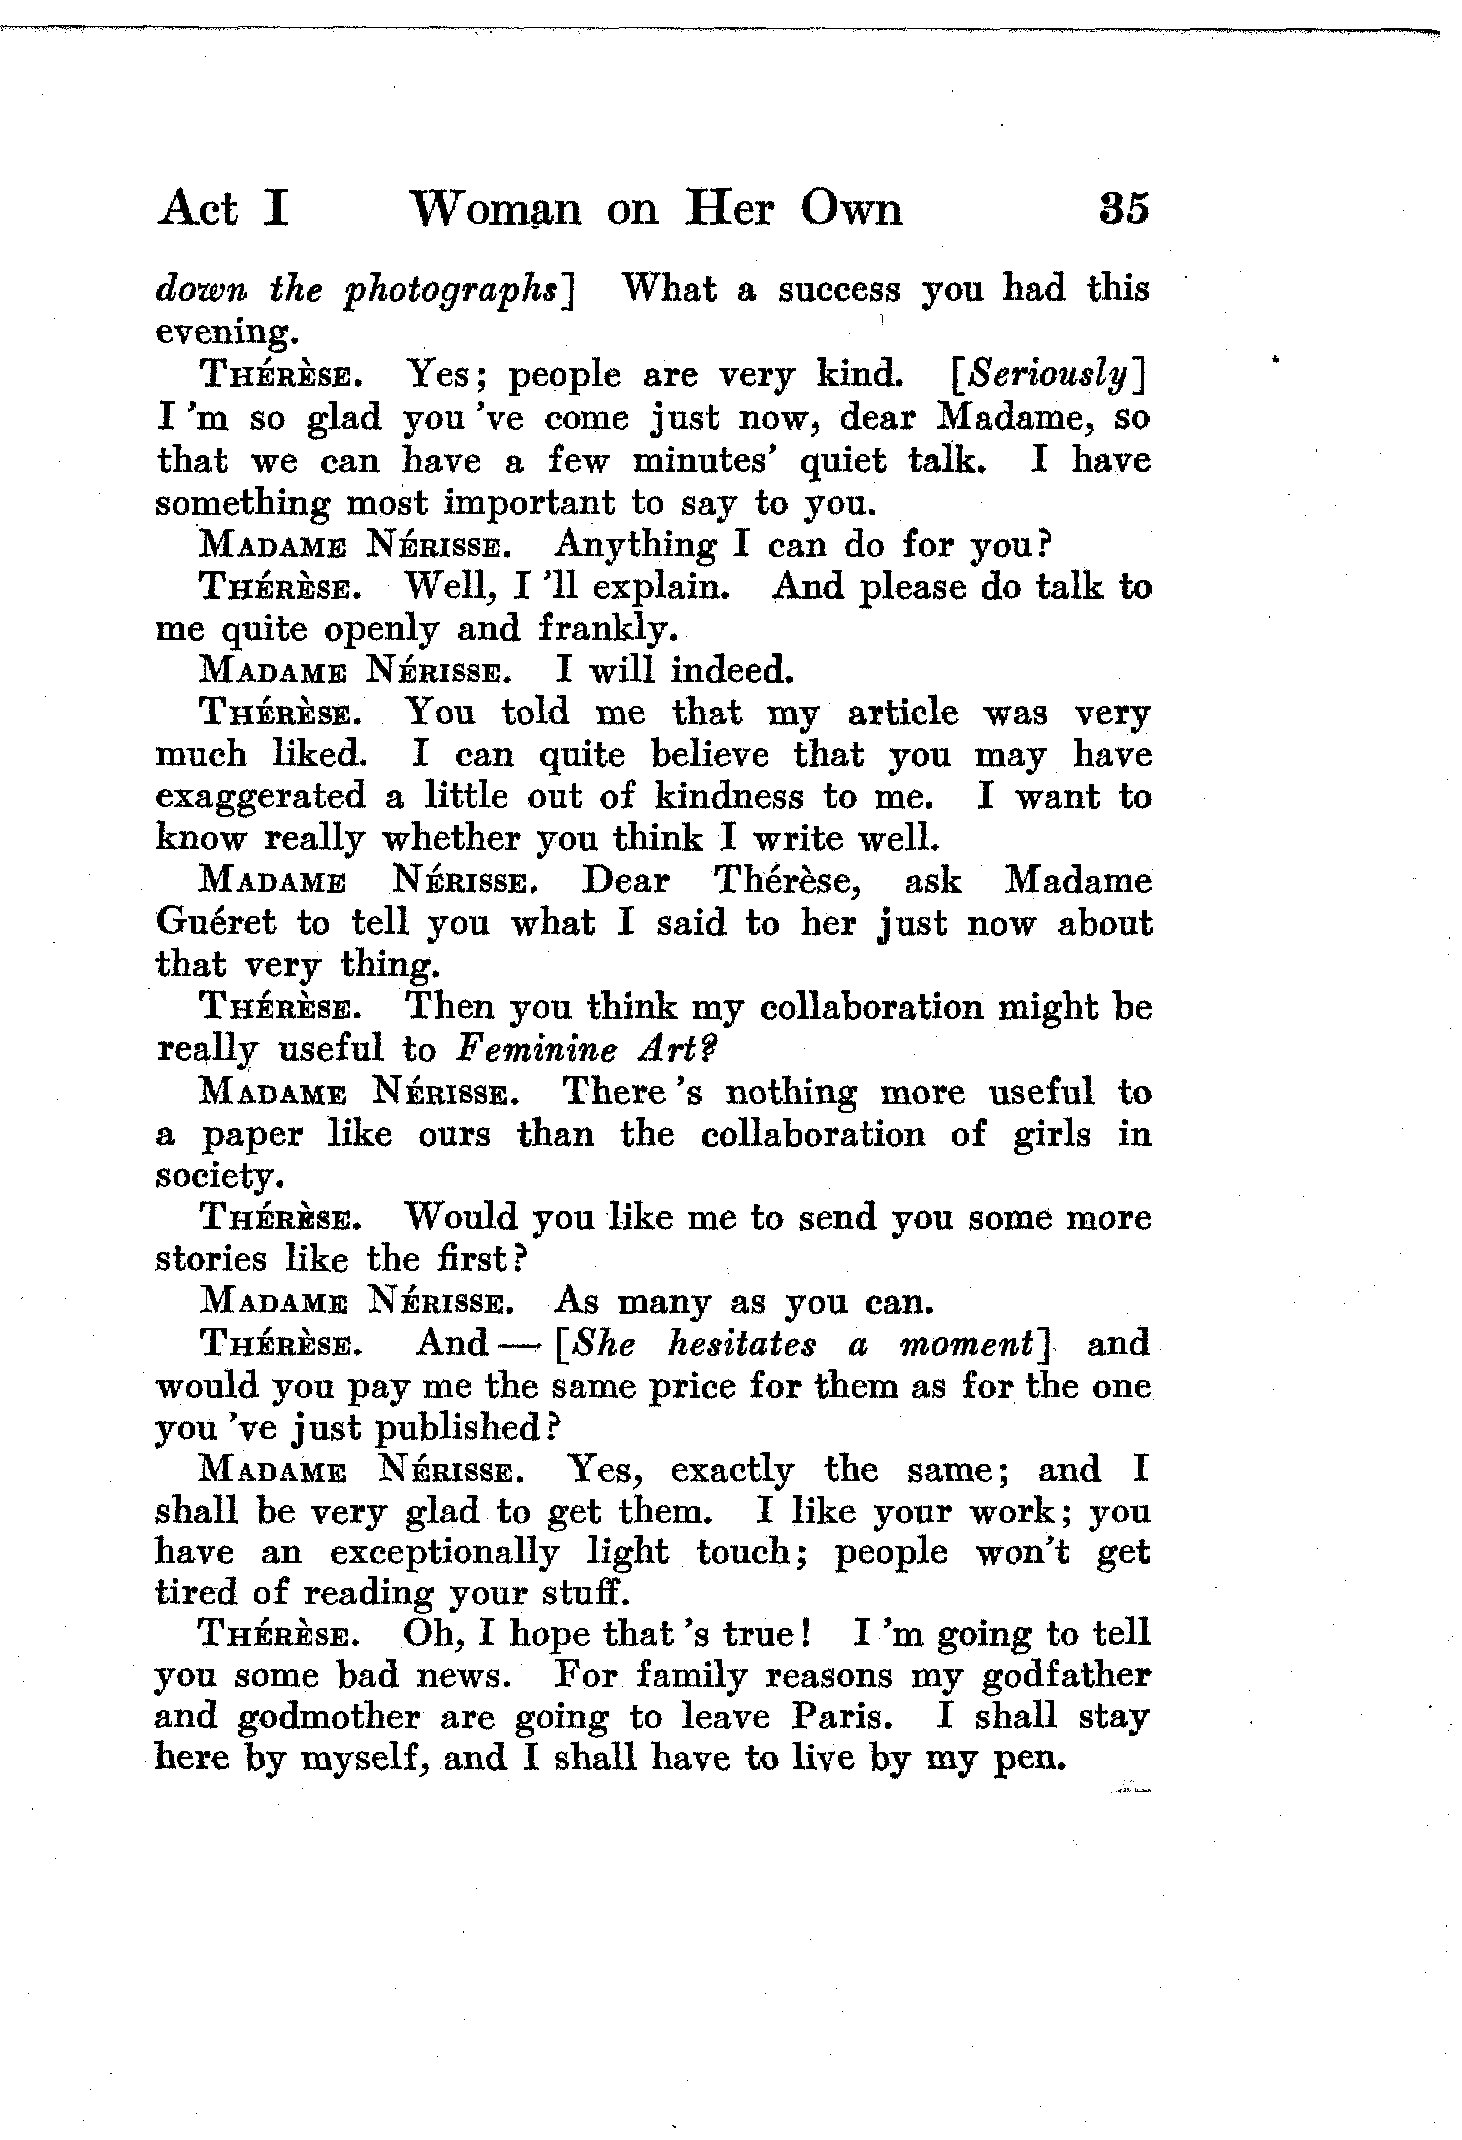 Act I Woman on Her Own 35
down the photographs] What a success you had this
evening.
THÉRÈSE. Yes; people are very kind. [Seriously]
I 'm so glad you 've come just now, dear Madame, so
that we can have a few minutes' quiet talk. I have
something most important to say to you.
MADAME NÉRISSE. Anything I can do for you?
THÉRÈSE. Well, I 'll explain. And please do talk to
me quite openly and frankly.
MADAME NÉRISSE. I will indeed.
THÉRÈSE. You told me that my article was very
much liked. I can quite believe that you may have
exaggerated a little out of kindness to me. I want to
know really whether you think I write well.
MADAME NÉRISSE. Dear Thérèse, ask Madame
Guéret to tell you what I said to her just now about
that very thing.
THÉRÈSE. Then you think my collaboration might be
really useful to Feminine Art?
MADAME NÉRISSE. There 's nothing more useful to
a paper like ours than the collaboration of girls in
society.
THÉRÈSE. Would you like me to send you some more
stories like the first?
MADAME NÉRISSE. As many as you can.
THÉRÈSE. And — [She hesitates a moment] and
would you pay me the same price for them as for the one
you 've just published?
MADAME NÉRISSE. Yes, exactly the same; and I
shall be very glad to get them. I like your work; you
have an exceptionally light touch; people won't get
tired of reading your stuff.
THÉRÈSE. Oh, I hope that 's true! I 'm going to tell
you some bad news. For family reasons my godfather
and godmother are going to leave Paris. I shall stay
here by myself, and I shall have to live by my pen.